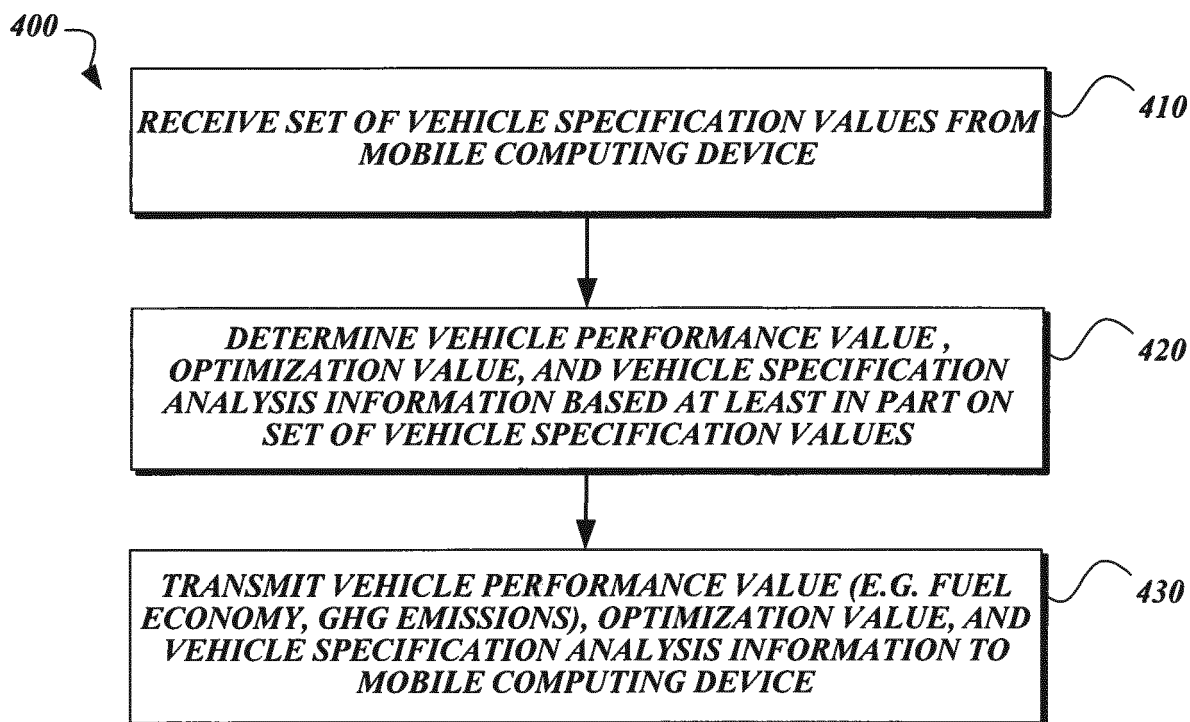 400
RECEIVE SET OF VEHICLE SPECIFICATION VALUES FROM
MOBILE COMPUTING DEVICE
410
DETERMINE VEHICLE PERFORMANCE VALUE ,
OPTIMIZATION VALUE, AND VEHICLE SPECIFICATION
ANALYSIS INFORMATION BASED AT LEAST IN PART ON
SET OF VEHICLE SPECIFICATION VALUES
420
TRANSMIT VEHICLE PERFORMANCE VALUE (E.G. FUEL
ECONOMY, GHG EMISSIONS), OPTIMIZATION VALUE, AND
VEHICLE SPECIFICATION ANALYSIS INFORMATION TO
MOBILE COMPUTING DEVICE
430